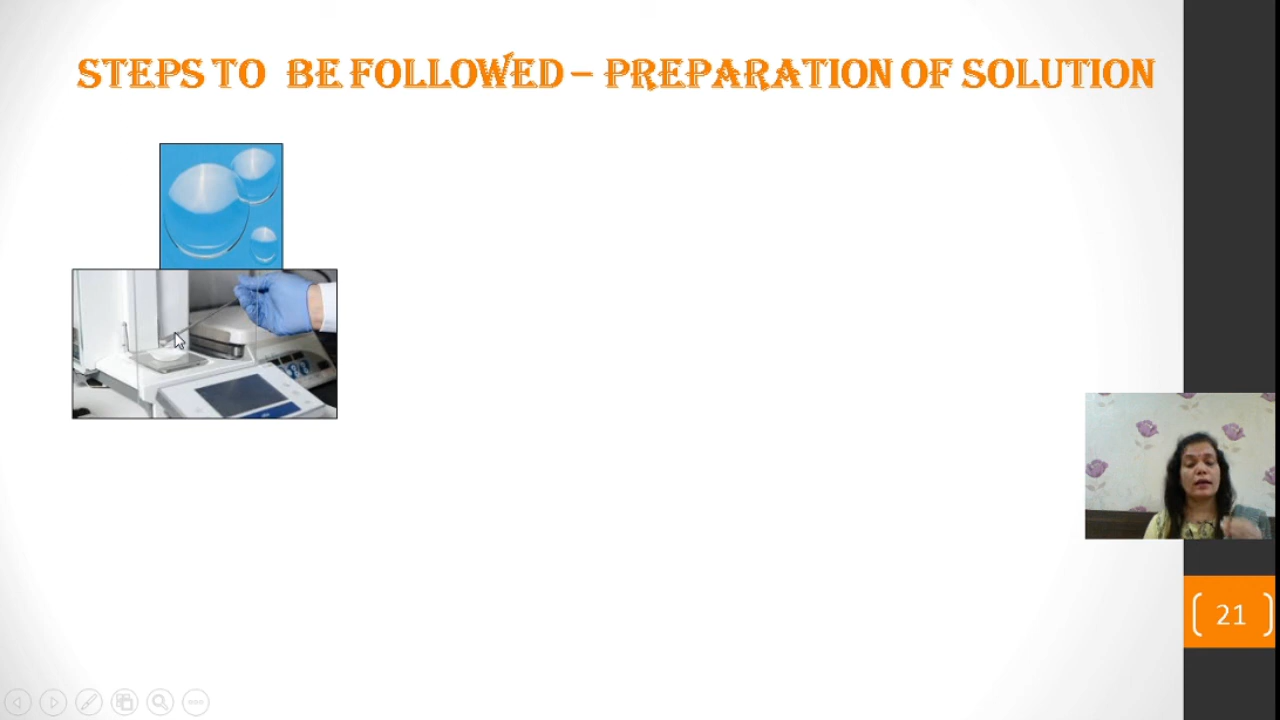 STEPS TO BE FOLLOWED – PREPARATION OF SOLUTION
21